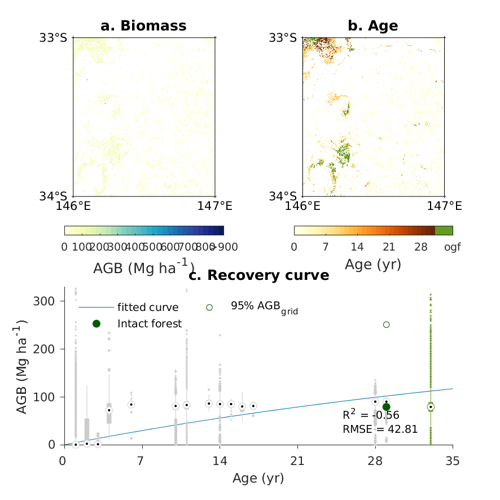 a. Biomass
b. Age
33°S
34°S
146°E
147°E
33°S
34°S
146°E
147°E
0 100 200 300 400 500 600 700 800 >900
AGB (Mg ha⁻¹)
0 7 14 21 28 ogf
Age (yr)
c. Recovery curve
fitted curve
Intact forest
95% AGB_grid
300
200
100
0
AGB (Mg ha⁻¹)
R² = -0.56
RMSE = 42.81
0 7 14 21 28 35
Age (yr)